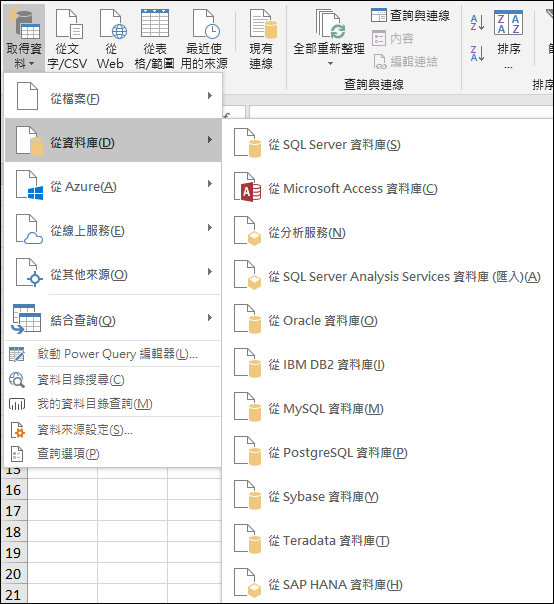 取得資料
從文字/CSV
從 Web
從表格/範圍
最近使用的來源
現有連線
全部重新整理
查詢與連線
內容
編輯連結
查詢與連線
排序...
排序
從檔案(F)
從資料庫(D)
從 Azure(A)
從線上服務(E)
從其他來源(O)
結合查詢(Q)
啟動 Power Query 編輯器(L)...
資料目錄搜尋(C)
我的資料目錄查詢(M)
資料來源設定(S)...
查詢選項(P)
從 SQL Server 資料庫(S)
從 Microsoft Access 資料庫(C)
從分析服務(N)
從 SQL Server Analysis Services 資料庫 (匯入)(A)
從 Oracle 資料庫(O)
從 IBM DB2 資料庫(I)
從 MySQL 資料庫(M)
從 PostgreSQL 資料庫(P)
從 Sybase 資料庫(Y)
從 Teradata 資料庫(T)
從 SAP HANA 資料庫(H)
15
16
17
18
19
20
21